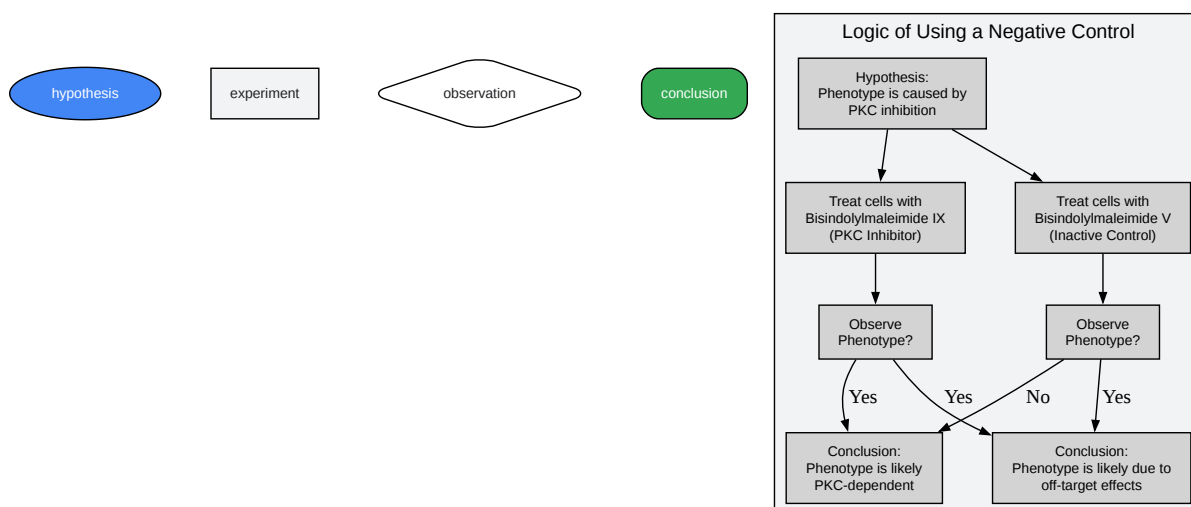 Logic of Using a Negative Control
hypothesis
experiment
observation
conclusion
Hypothesis:
Phenotype is caused by
PKC inhibition
Treat cells with
Bisindolylmaleimide IX
(PKC Inhibitor)
Treat cells with
Bisindolylmaleimide V
(Inactive Control)
Observe
Phenotype?
Observe
Phenotype?
Yes
Yes
No
Yes
Conclusion:
Phenotype is likely
PKC-dependent
Conclusion:
Phenotype is likely due to
off-target effects